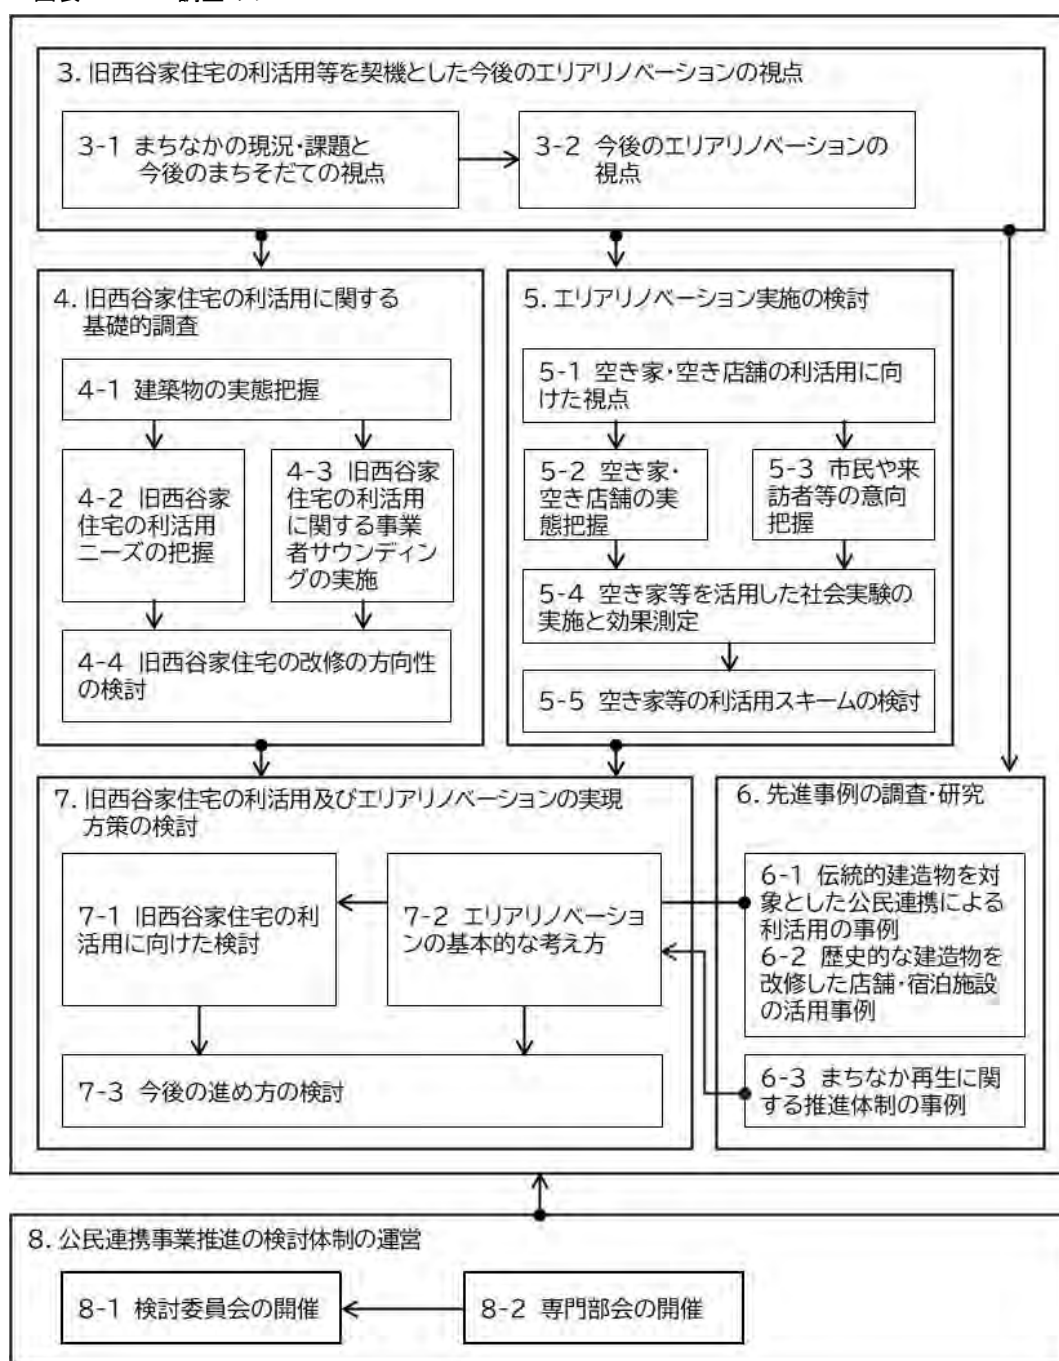 3. 旧西谷家住宅の利活用等を契機とした今後のエリアリノベーションの視点
3-1 まちなかの現況・課題と
今後のまちそだての視点
3-2 今後のエリアリノベーションの
視点
4. 旧西谷家住宅の利活用に関する
基礎的調査
4-1 建築物の実態把握
4-2 旧西谷家
住宅の利活用
ニーズの把握
4-3 旧西谷家
住宅の利活用
に関する事業
者サウンディン
グの実施
4-4 旧西谷家住宅の改修の方向性
の検討
5. エリアリノベーション実施の検討
5-1 空き家・空き店舗の利活用に向
けた視点
5-2 空き家・
空き店舗の実
態把握
5-3 市民や来
訪者等の意向
把握
5-4 空き家等を活用した社会実験の
実施と効果測定
5-5 空き家等の利活用スキームの検討
7. 旧西谷家住宅の利活用及びエリアリノベーションの実現
方策の検討
7-1 旧西谷家住宅の利
活用に向けた検討
7-2 エリアリノベーショ
ンの基本的な考え方
7-3 今後の進め方の検討
6. 先進事例の調査・研究
6-1 伝統的建造物を対
象とした公民連携による
利活用の事例
6-2 歴史的な建造物を
改修した店舗・宿泊施設
の活用事例
6-3 まちなか再生に関
する推進体制の事例
8. 公民連携事業推進の検討体制の運営
8-1 検討委員会の開催
8-2 専門部会の開催